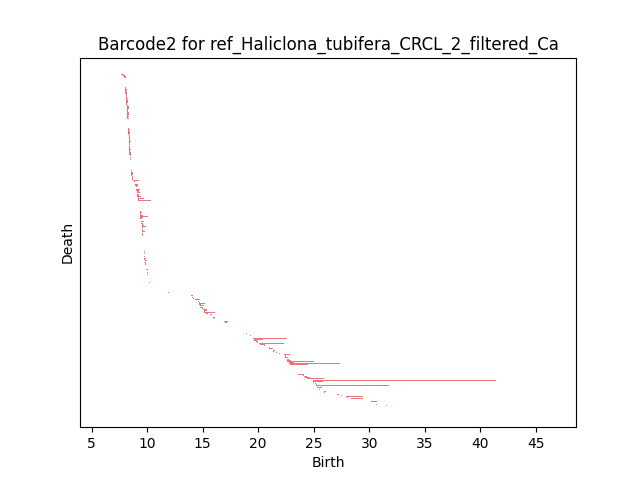 Barcode2 for ref_Haliclona_tubifera_CRCL_2_filtered_Ca
Death
5 10 15 20 25 30 35 40 45
Birth